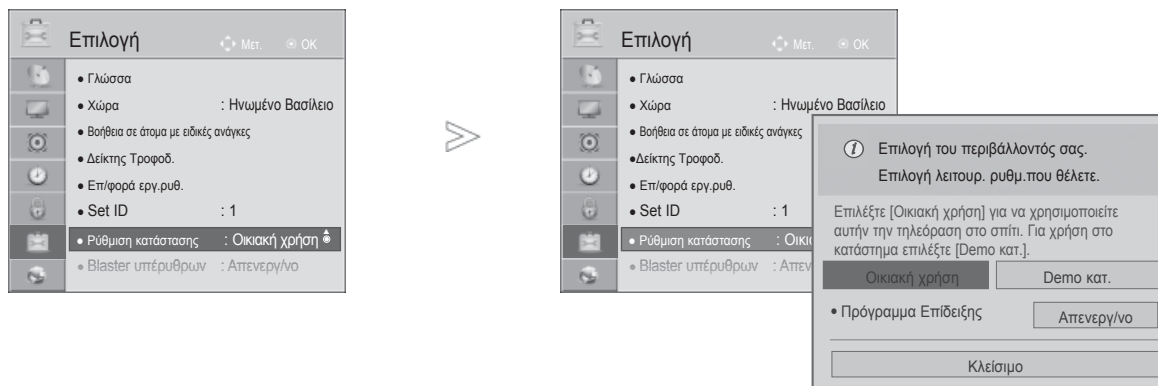 Επιλογή
Μετ. OK
• Γλώσσα
• Χώρα : Ηνωμένο Βασίλειο
• Βοήθεια σε άτομα με ειδικές ανάγκες
• Δείκτης Τροφοδ.
• Επ/φορά εργ.ρυθ.
• Set ID : 1
• Ρύθμιση κατάστασης : Οικιακή χρήση
• Blaster υπέρυθρων : Απενεργ/νο
Επιλογή
Μετ. OK
• Γλώσσα
• Χώρα : Ηνωμένο Βασίλειο
• Βοήθεια σε άτομα με ειδικές ανάγκες
•Δείκτης Τροφοδ.
• Επ/φορά εργ.ρυθ.
• Set ID : 1
• Ρύθμιση κατάστασης : Οικι
• Blaster υπέρυθρων : Απεν
i Επιλογή του περιβάλλοντός σας.
Επιλογή λειτουρ. ρυθμ.που θέλετε.
Επιλέξτε [Οικιακή χρήση] για να χρησιμοποιείτε
αυτήν την τηλεόραση στο σπίτι. Για χρήση στο
κατάστημα επιλέξτε [Demo κατ.].
Οικιακή χρήση Demo κατ.
• Πρόγραμμα Επίδειξης Απενεργ/νο
Κλείσιμο